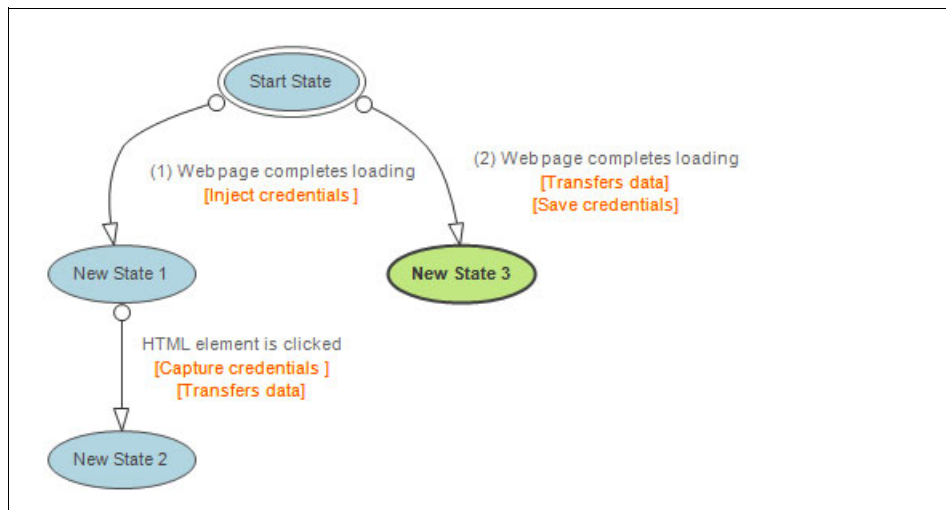 Start State
(1) Web page completes loading
[Inject credentials ]
(2) Web page completes loading
[Transfers data]
[Save credentials]
New State 1
New State 3
HTML element is clicked
[Capture credentials ]
[Transfers data]
New State 2